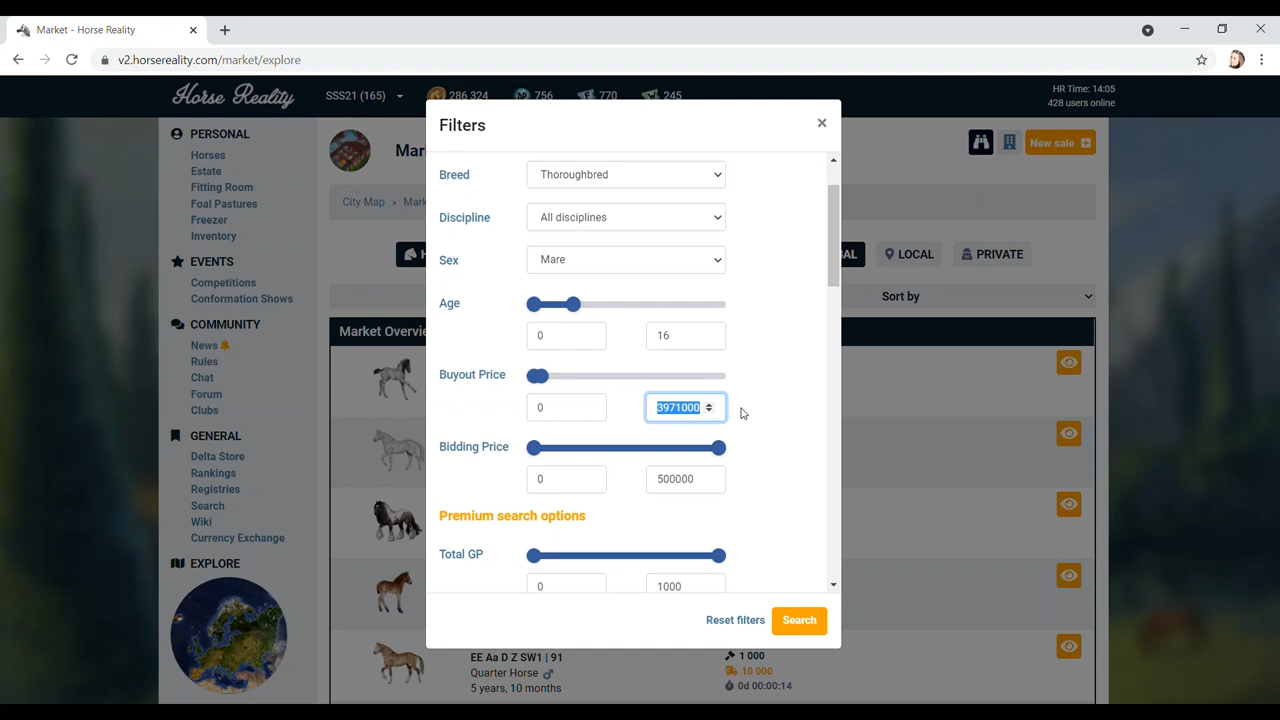 Market - Horse Reality
v2.horsereality.com/market/explore
Horse Reality
SSS21 (165)
286 324
756
770
245
HR Time: 14:05
428 users online
PERSONAL
Horses
Estate
Fitting Room
Foal Pastures
Freezer
Inventory
EVENTS
Competitions
Conformation Shows
COMMUNITY
News
Rules
Chat
Forum
Clubs
GENERAL
Delta Store
Rankings
Registries
Search
Wiki
Currency Exchange
EXPLORE
New sale
City Map »
LOCAL
PRIVATE
Sort by
Filters
Breed
Thoroughbred
Discipline
All disciplines
Sex
Mare
Age
0
16
Buyout Price
0
3971000
Bidding Price
0
500000
Premium search options
Total GP
0
1000
Reset filters
Search
EE Aa D Z SW1 | 91
Quarter Horse
5 years, 10 months
1 000
10 000
0d 00:00:14